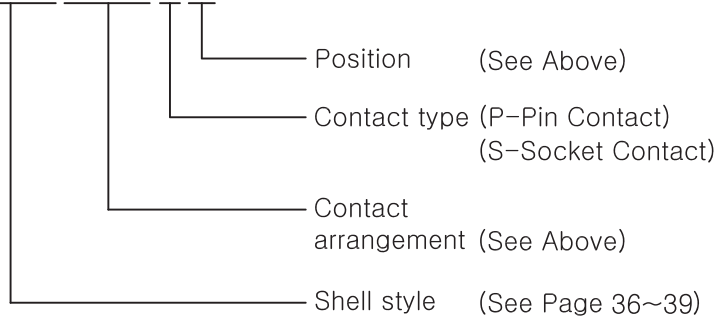 Position (See Above)
Contact type (P-Pin Contact)
(S-Socket Contact)
Contact
arrangement (See Above)
Shell style (See Page 36~39)